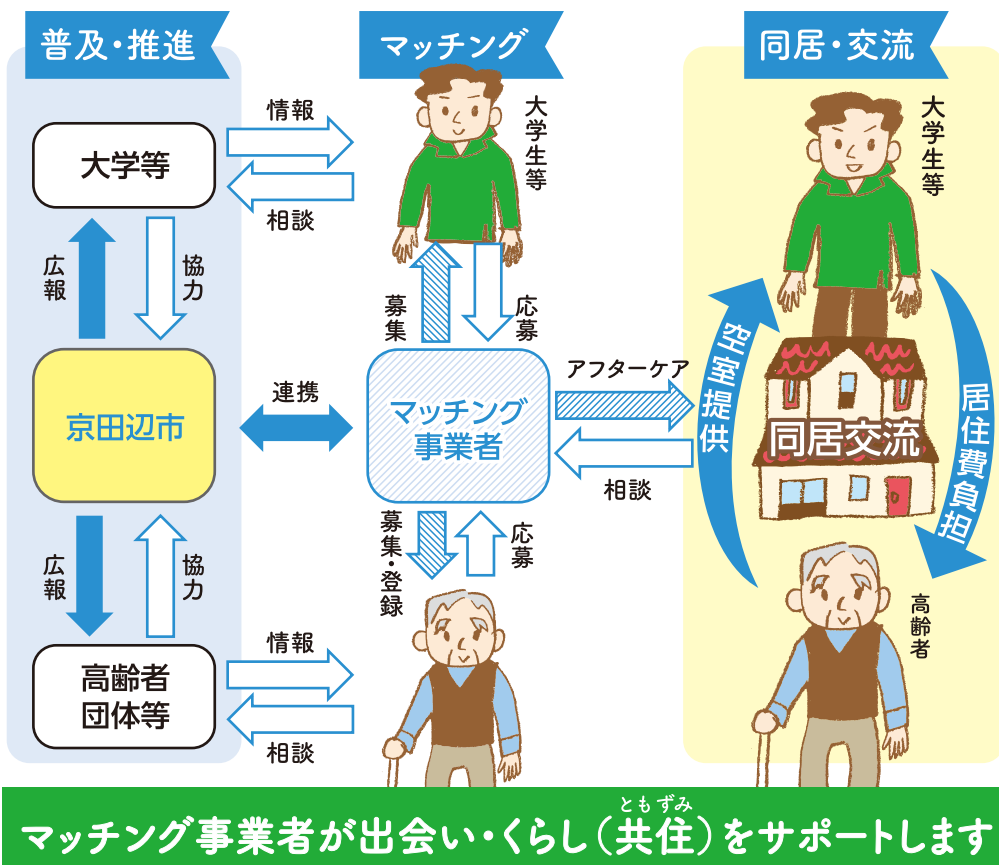 普及・推進
マッチング
同居・交流
大学等
情報
相談
大学生等
大学生等
広報
協力
募集
応募
京田辺市
連携
マッチング
事業者
アフターケア
相談
空室提供
同居交流
居住費負担
広報
協力
募集・登録
応募
高齢者
団体等
情報
相談
高齢者
ともずみ
マッチング事業者が出会い・くらし（共住）をサポートします